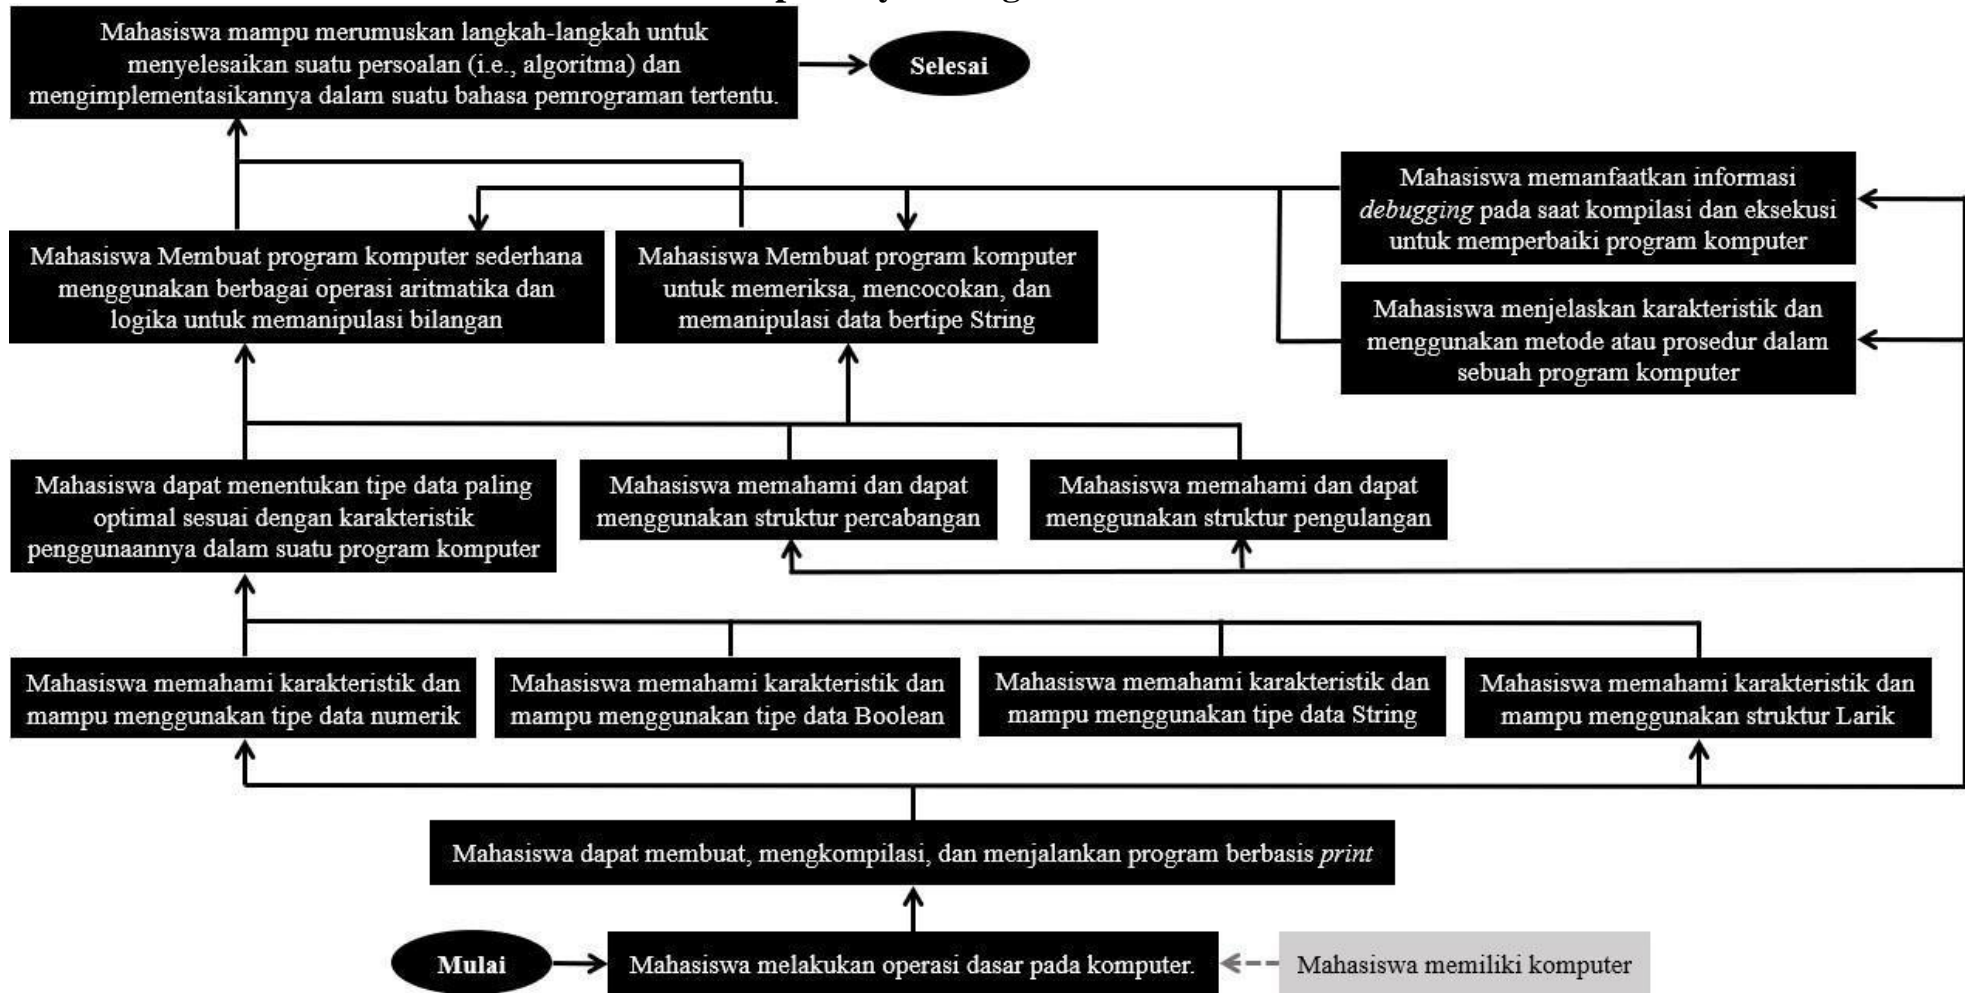 Mahasiswa mampu merumuskan langkah-langkah untuk
menyelesaikan suatu persoalan (i.e., algoritma) dan
mengimplementasikannya dalam suatu bahasa pemrograman tertentu.
Selesai
Mahasiswa memanfaatkan informasi
debugging pada saat kompilasi dan eksekusi
untuk memperbaiki program komputer
Mahasiswa Membuat program komputer sederhana
menggunakan berbagai operasi aritmatika dan
logika untuk memanipulasi bilangan
Mahasiswa Membuat program komputer
untuk memeriksa, mencocokan, dan
memanipulasi data bertipe String
Mahasiswa menjelaskan karakteristik dan
menggunakan metode atau prosedur dalam
sebuah program komputer
Mahasiswa dapat menentukan tipe data paling
optimal sesuai dengan karakteristik
penggunaannya dalam suatu program komputer
Mahasiswa memahami dan dapat
menggunakan struktur percabangan
Mahasiswa memahami dan dapat
menggunakan struktur pengulangan
Mahasiswa memahami karakteristik dan
mampu menggunakan tipe data numerik
Mahasiswa memahami karakteristik dan
mampu menggunakan tipe data Boolean
Mahasiswa memahami karakteristik dan
mampu menggunakan tipe data String
Mahasiswa memahami karakteristik dan
mampu menggunakan struktur Larik
Mahasiswa dapat membuat, mengkompilasi, dan menjalankan program berbasis print
Mulai
Mahasiswa melakukan operasi dasar pada komputer.
Mahasiswa memiliki komputer